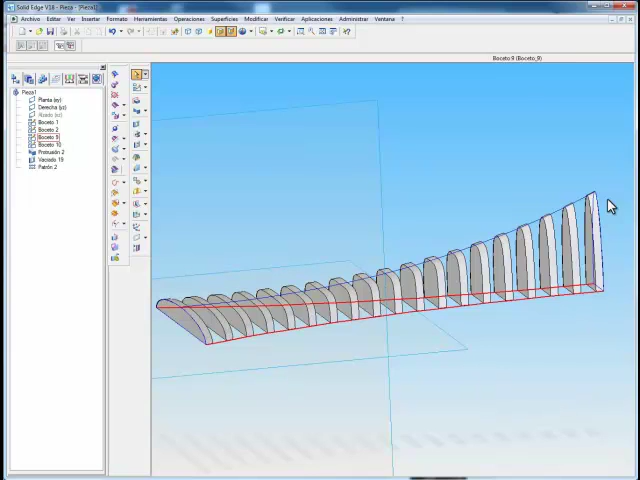 Solid Edge V18 - Pieza - [Pieza1]
Archivo Editar Ver Insertar Formato Herramientas Operaciones Superficies Modificar Verificar Aplicaciones Administrar Ventana ?
Boceto 9 (Boceto_9)
Pieza1
Planta (xy)
Derecha (yz)
Alzado (xz)
Boceto 1
Boceto 2
Boceto 9
Boceto 10
Protrusión 2
Vaciado 19
Patrón 2